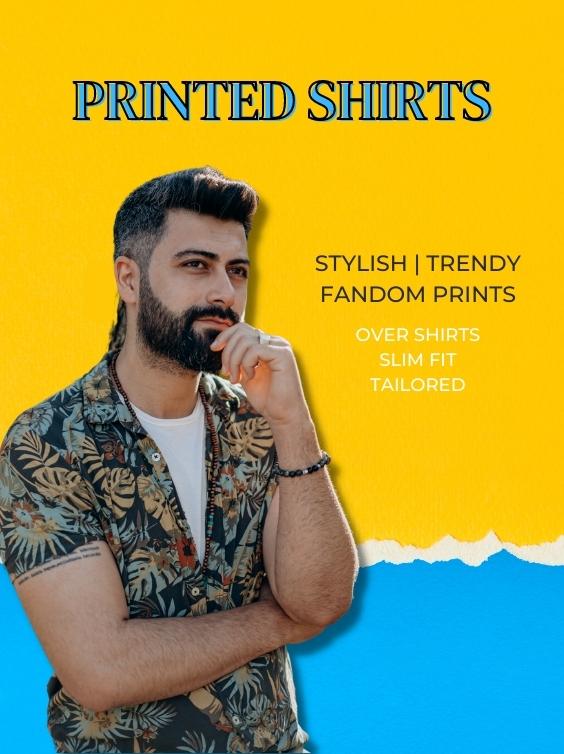 PRINTED SHIRTS
STYLISH | TRENDY
FANDOM PRINTS
OVER SHIRTS
SLIM FIT
TAILORED